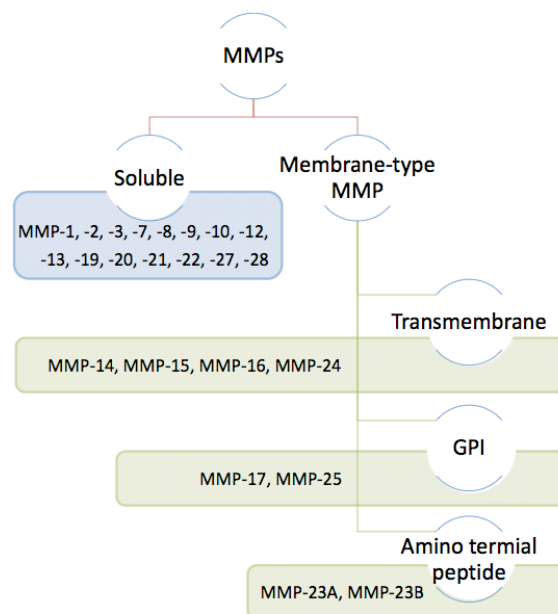 MMPs
Soluble
MMP-1, -2, -3, -7, -8, -9, -10, -12,
-13, -19, -20, -21, -22, -27, -28
Membrane-type
MMP
Transmembrane
MMP-14, MMP-15, MMP-16, MMP-24
GPI
MMP-17, MMP-25
Amino termial
peptide
MMP-23A, MMP-23B